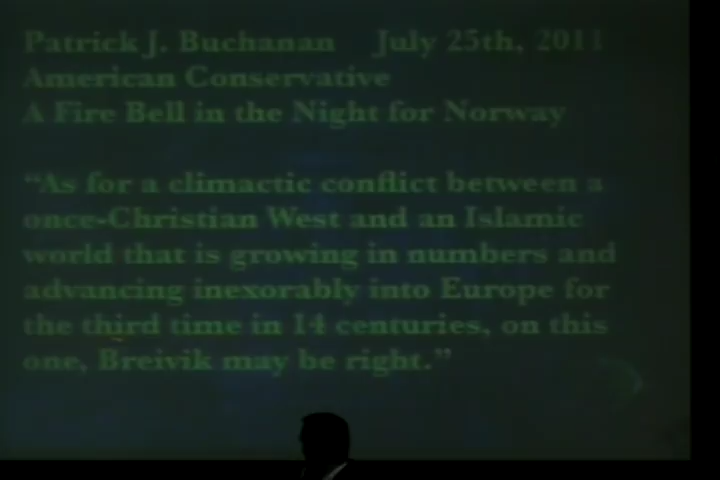 Patrick J. Buchanan July 25th, 2011
American Conservative
A Fire Bell in the Night for Norway
“As for a climactic conflict between a
once-Christian West and an Islamic
world that is growing in numbers and
advancing inexorably into Europe for
the third time in 14 centuries, on this
one, Breivik may be right.”